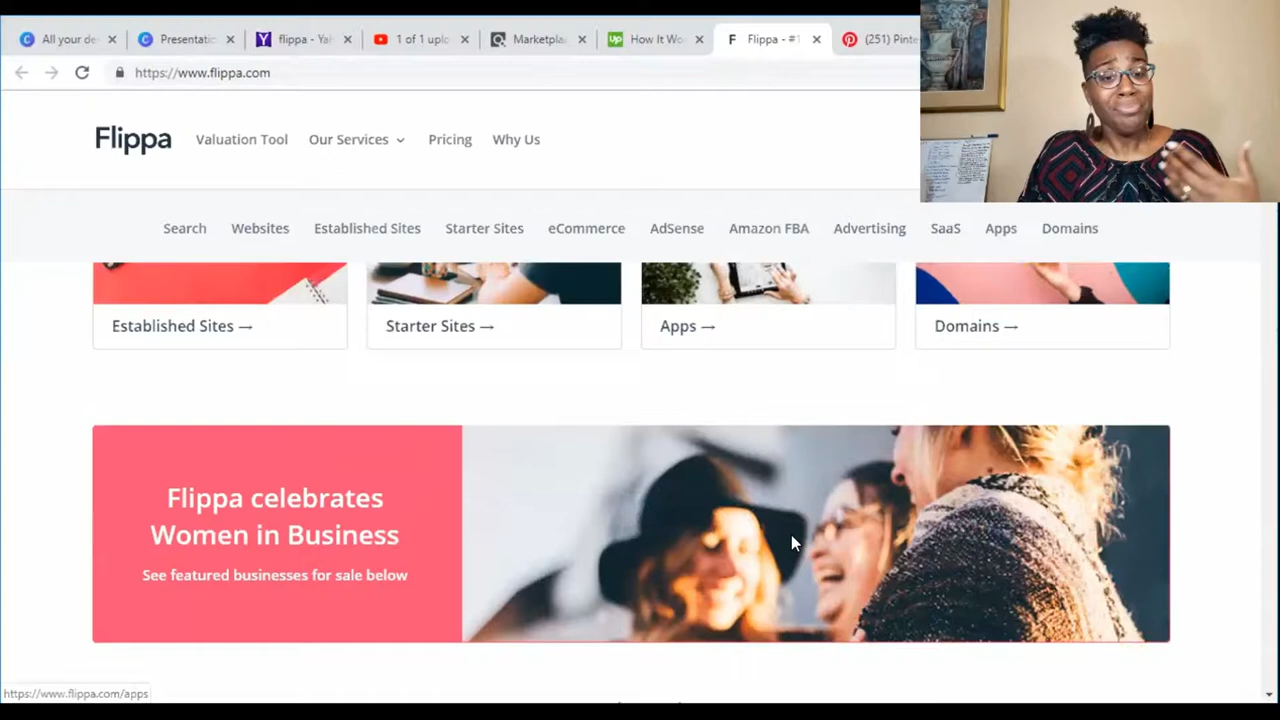 All your de
Presentatio
flippa - Yah
1 of 1 uplo
Marketpla
How It Wo
Flippa - #1
(251) Pinte
https://www.flippa.com
Flippa
Valuation Tool
Our Services
Pricing
Why Us
Search
Websites
Established Sites
Starter Sites
eCommerce
AdSense
Amazon FBA
Advertising
SaaS
Apps
Domains
Established Sites →
Starter Sites →
Apps →
Domains →
Flippa celebrates
Women in Business
See featured businesses for sale below
https://www.flippa.com/apps